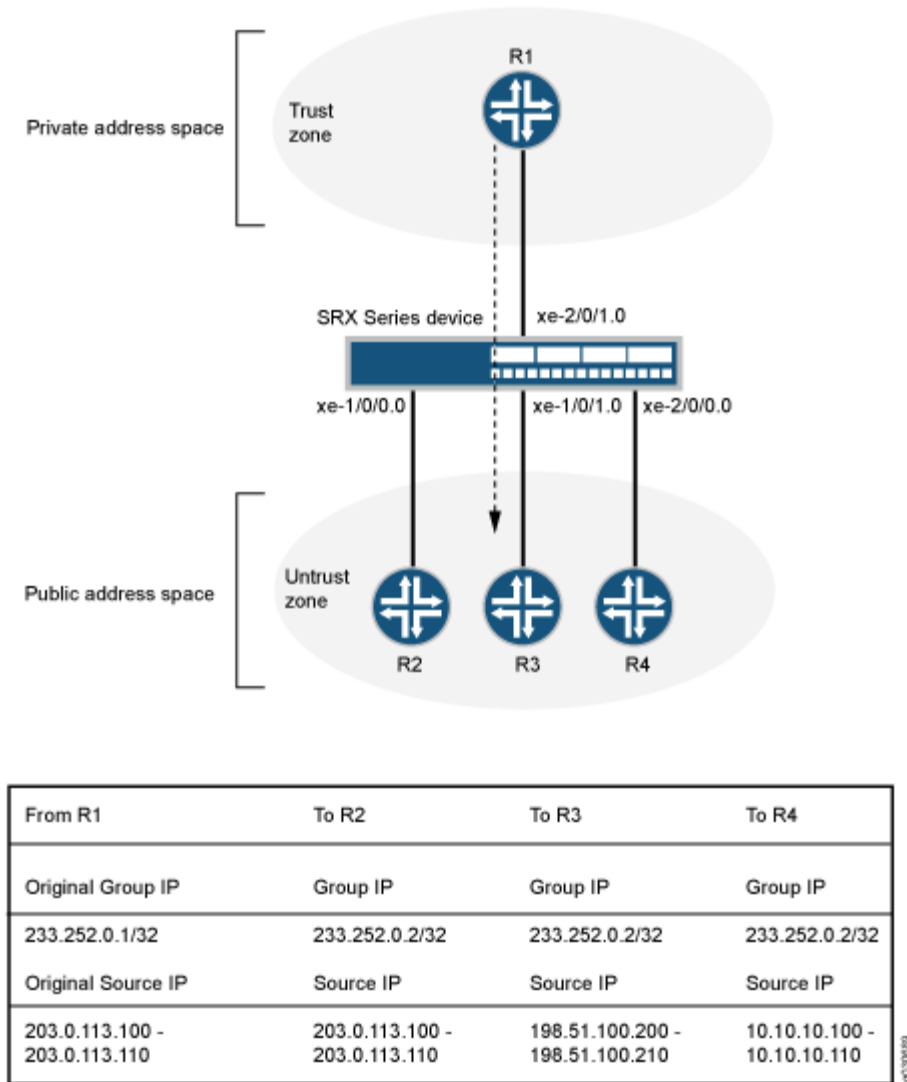 R1
Trust
zone
Private address space
SRX Series device
xe-2/0/1.0
xe-1/0/0.0
xe-1/0/1.0
xe-2/0/0.0
Untrust
zone
Public address space
R2
R3
R4
From R1 To R2 To R3 To R4
Original Group IP Group IP Group IP Group IP
233.252.0.1/32 233.252.0.2/32 233.252.0.2/32 233.252.0.2/32
Original Source IP Source IP Source IP Source IP
203.0.113.100 - 203.0.113.100 - 198.51.100.200 - 10.10.10.100 -
203.0.113.110 203.0.113.110 198.51.100.210 10.10.10.110